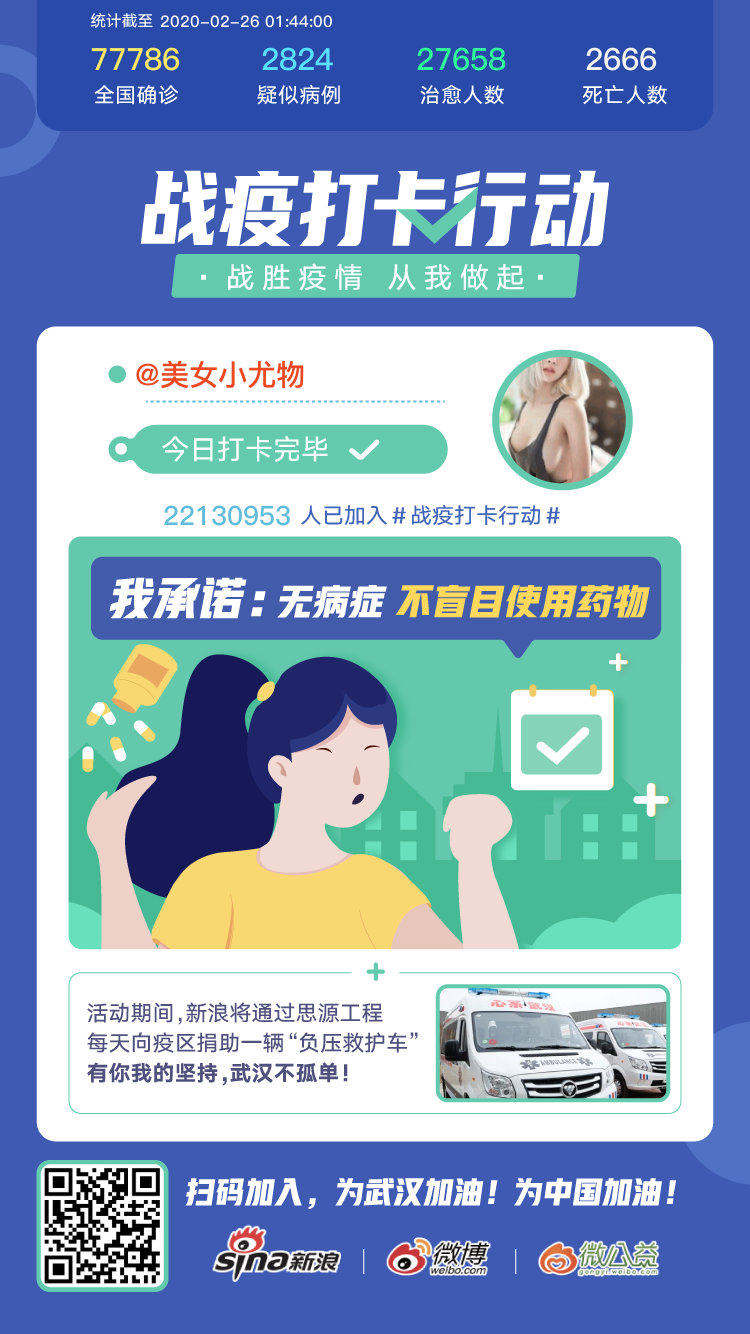 统计截至 2020-02-26 01:44:00
77786 2824 27658 2666
全国确诊 疑似病例 治愈人数 死亡人数
战疫打卡行动
·战胜疫情 从我做起·
@美女小尤物
今日打卡完毕
22130953 人已加入#战疫打卡行动#
我承诺:无病症 不盲目使用药物
活动期间,新浪将通过思源工程
每天向疫区捐助一辆“负压救护车”
有你我的坚持,武汉不孤单!
心系武汉
AMBULANCE
扫码加入,为武汉加油!为中国加油!
sina新浪 微博 微公益
weibo.com gongyi.weibo.com